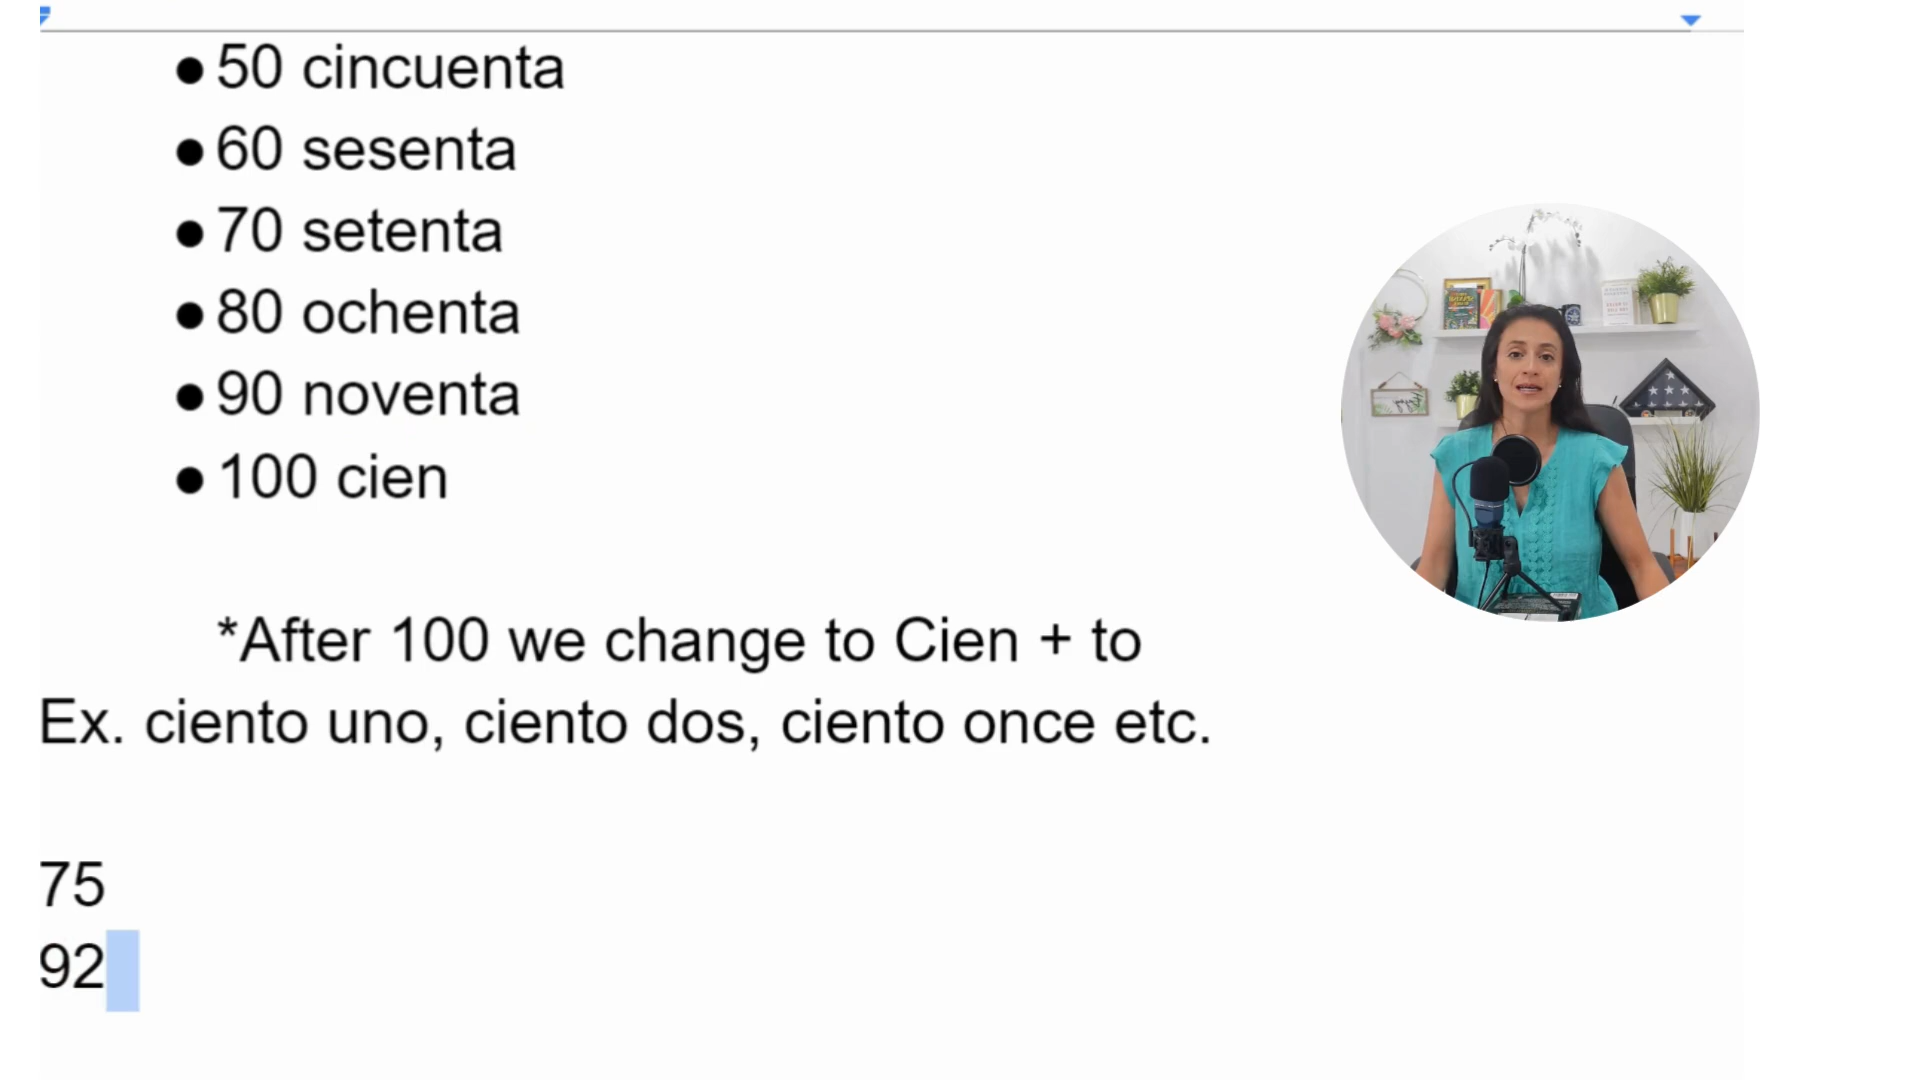 ● 50 cincuenta
● 60 sesenta
● 70 setenta
● 80 ochenta
● 90 noventa
● 100 cien
*After 100 we change to Cien + to
Ex. ciento uno, ciento dos, ciento once etc.
75
92